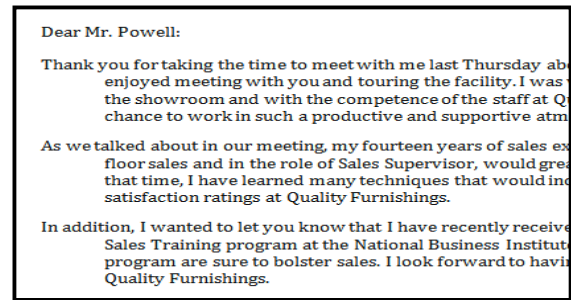 Dear Mr. Powell:
Thank you for taking the time to meet with me last Thursday
enjoyed meeting with you and touring the facility. I was
the showroom and with the competence of the staff at
chance to work in such a productive and supportive
As we talked about in our meeting, my fourteen years of sales
floor sales and in the role of Sales Supervisor, would
that time, I have learned many techniques that would
satisfaction ratings at Quality Furnishings.
In addition, I wanted to let you know that I have recently
Sales Training program at the National Business
program are sure to bolster sales. I look forward to
Quality Furnishings.